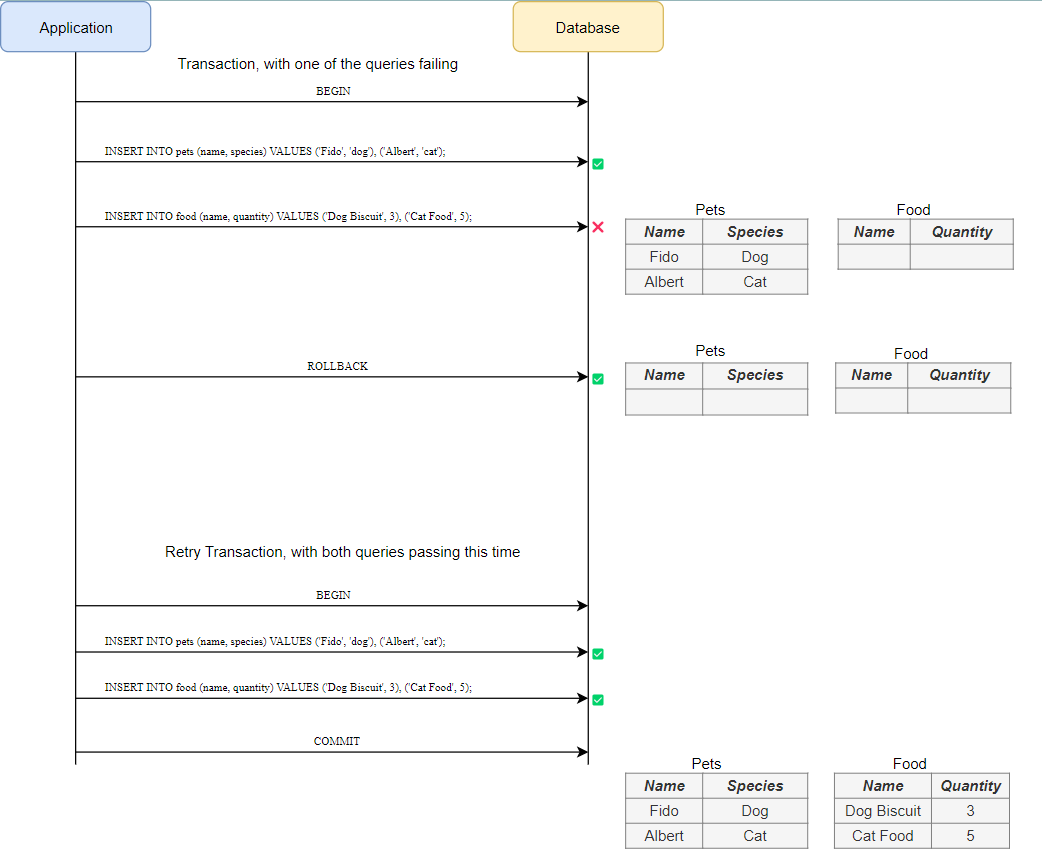 Application
Database
Transaction, with one of the queries failing
BEGIN
INSERT INTO pets (name, species) VALUES ('Fido', 'dog'), ('Albert', 'cat');
INSERT INTO food (name, quantity) VALUES ('Dog Biscuit', 3), ('Cat Food', 5);
Pets
Name Species
Fido Dog
Albert Cat
Food
Name Quantity
ROLLBACK
Pets
Name Species
Food
Name Quantity
Retry Transaction, with both queries passing this time
BEGIN
INSERT INTO pets (name, species) VALUES ('Fido', 'dog'), ('Albert', 'cat');
INSERT INTO food (name, quantity) VALUES ('Dog Biscuit', 3), ('Cat Food', 5);
COMMIT
Pets
Name Species
Fido Dog
Albert Cat
Food
Name Quantity
Dog Biscuit 3
Cat Food 5